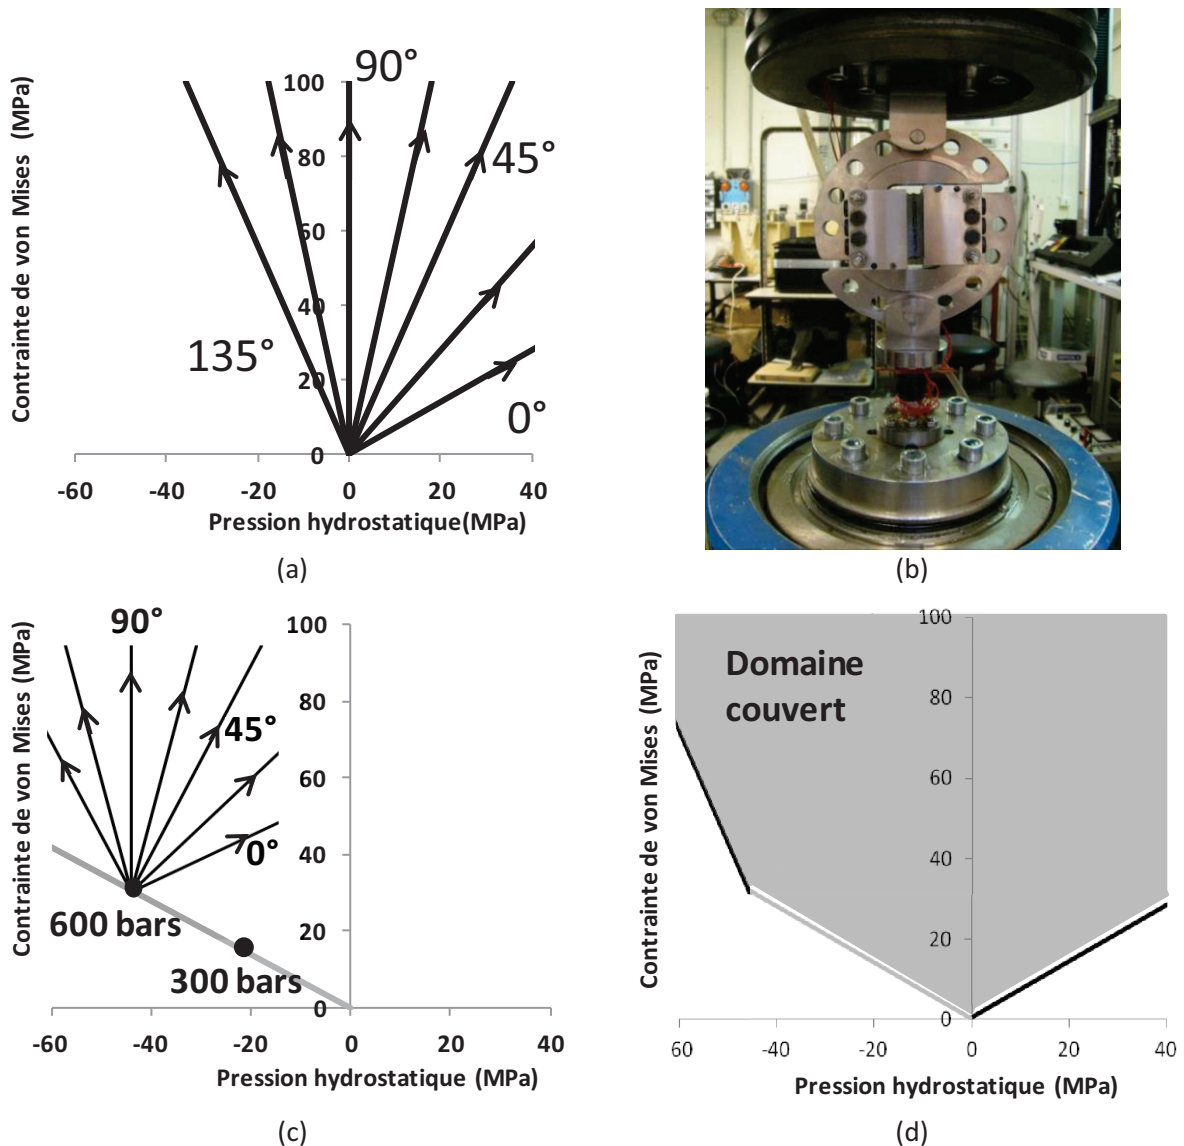 Contrainte de von Mises (MPa)
100
80
60
40
20
0
90°
45°
135°
0°
-60 -40 -20 0 20 40
Pression hydrostatique(MPa)
(a)
(b)
Contrainte de von Mises (MPa)
90°
45°
0°
600 bars
300 bars
100
80
60
40
20
0
-60 -40 -20 0 20 40
Pression hydrostatique (MPa)
(c)
Contrainte de von Mises (MPa)
Domaine
couvert
100
80
60
40
20
0
60 -40 -20 0 20 40
Pression hydrostatique (MPa)
(d)